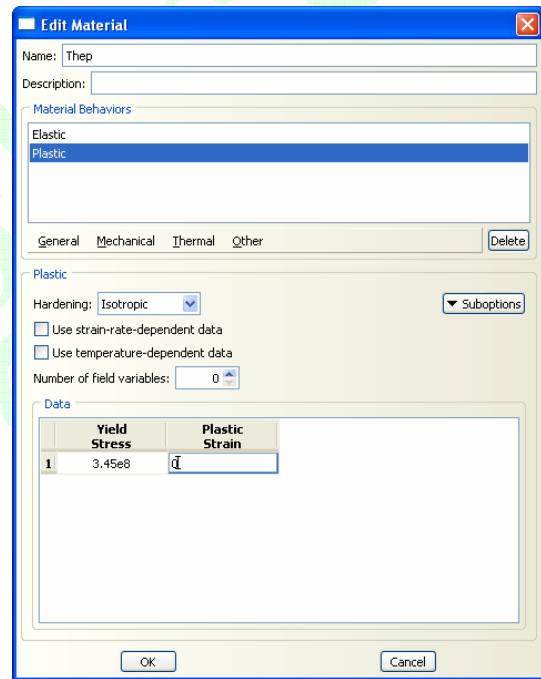 Edit Material
Name: Thep
Description:
Material Behaviors
Elastic
Plastic
General Mechanical Thermal Other Delete
Plastic
Hardening: Isotropic Suboptions
Use strain-rate-dependent data
Use temperature-dependent data
Number of field variables: 0
Data
Yield Plastic
Stress Strain
1 3.45e8 0
OK Cancel